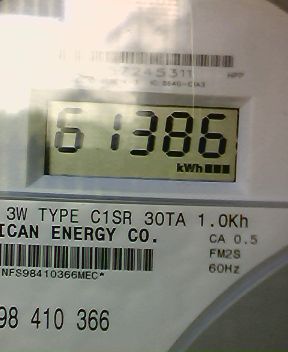 724531
61386
kWh
3W TYPE C1SR 30TA 1.0Kh
ICAN ENERGY CO.
CA 0.5
FM2S
NFS98410366MEC*
60Hz
98 410 366